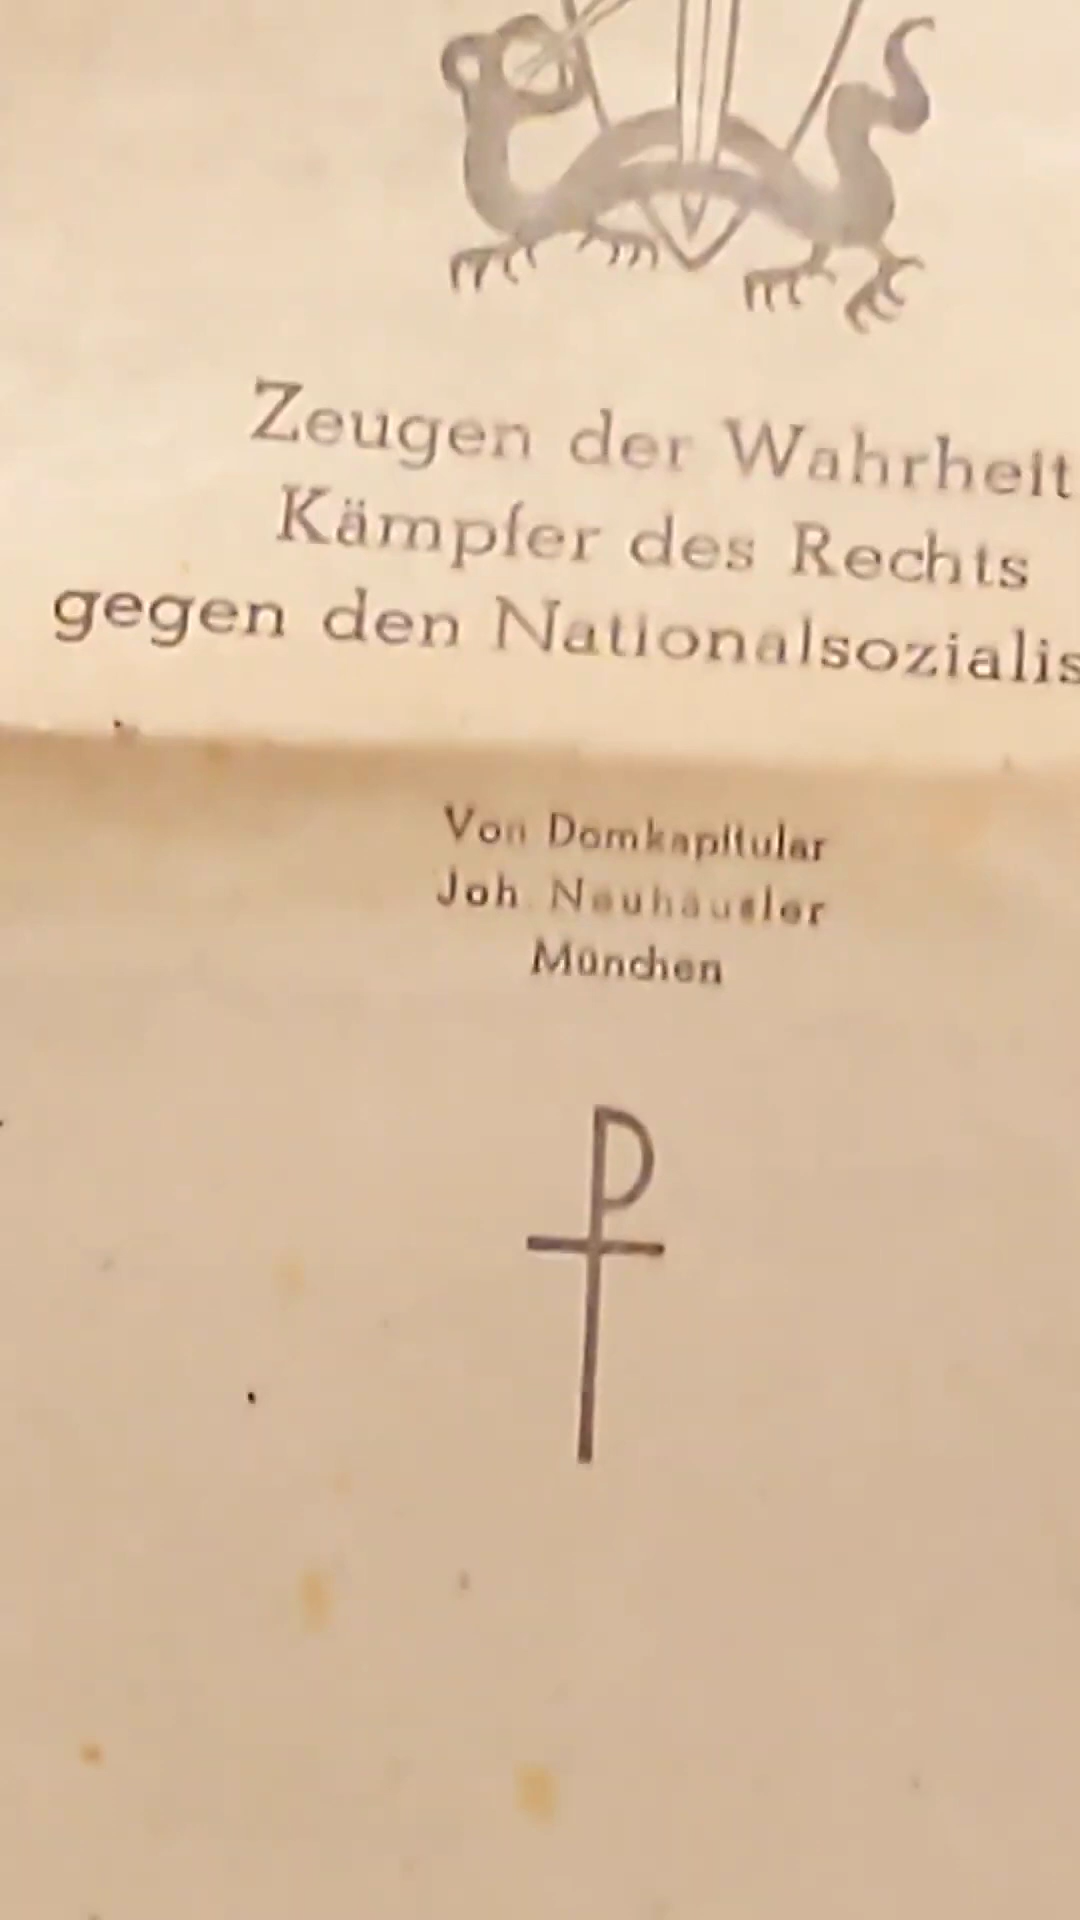 Zeugen der Wahrheit
Kämpfer des Rechts
gegen den Nationalsozialis
Von Domkapitular
Joh. Neuhäusler
München